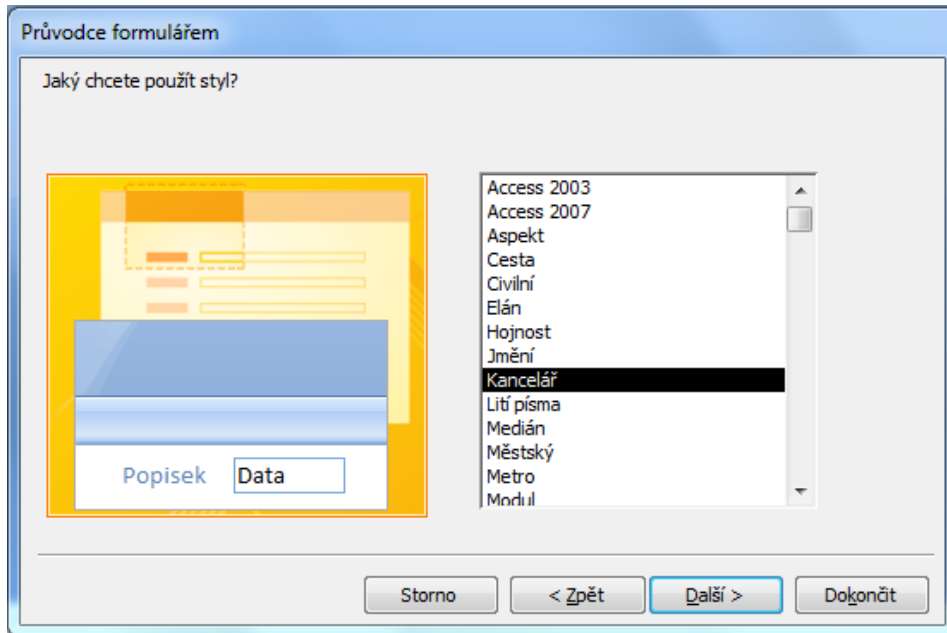 Průvodce formulářem
Jaký chcete použít styl?
Popisek Data
Access 2003
Access 2007
Aspekt
Cesta
Civilní
Elán
Hojnost
Jmění
Kancelář
Lití písma
Medián
Městský
Metro
Modul
Storno < Zpět Další > Dokončit